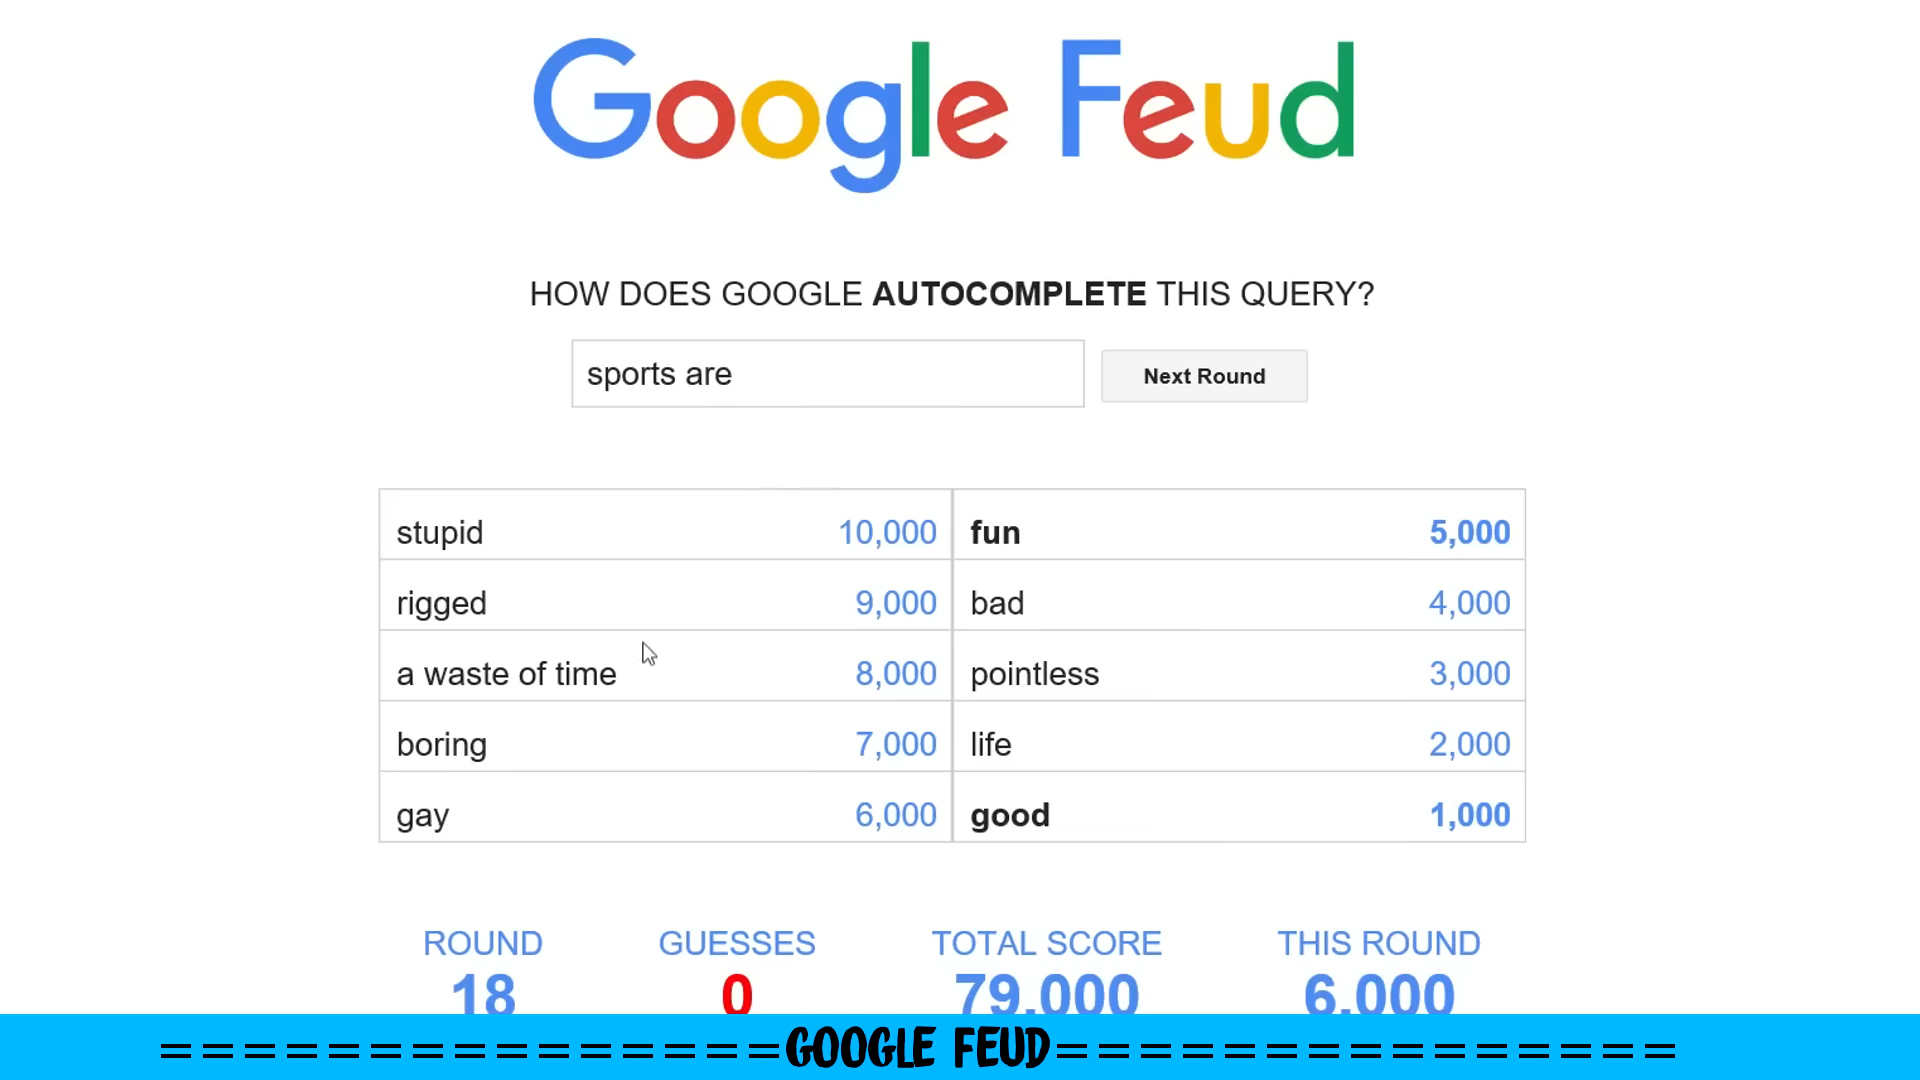 Google Feud
HOW DOES GOOGLE AUTOCOMPLETE THIS QUERY?
sports are
Next Round
stupid 10,000 fun 5,000
rigged 9,000 bad 4,000
a waste of time 8,000 pointless 3,000
boring 7,000 life 2,000
gay 6,000 good 1,000
ROUND GUESSES TOTAL SCORE THIS ROUND
18 0 79,000 6,000
===============GOOGLE FEUD===============